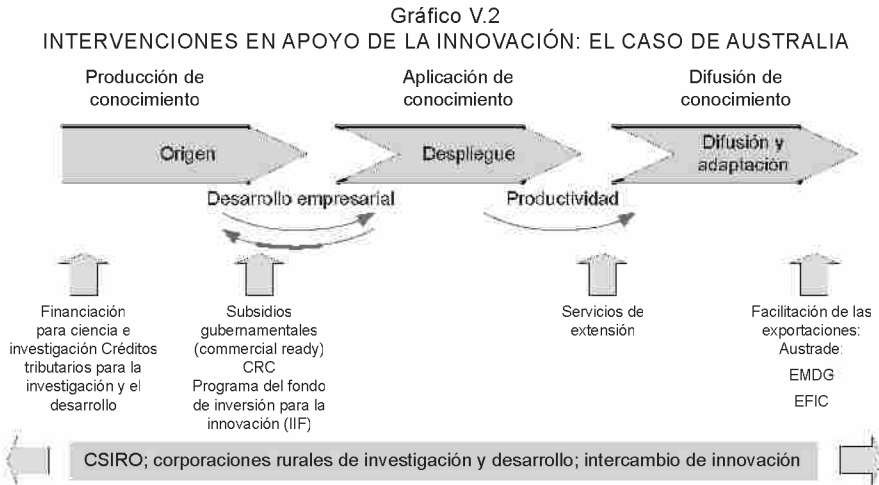 Gráfico V.2
INTERVENCIONES EN APOYO DE LA INNOVACIÓN: EL CASO DE AUSTRALIA
Producción de
conocimiento
Aplicación de
conocimiento
Difusión de
conocimiento
Origen
Despliegue
Difusión y
adaptación
Desarrollo empresarial
Productividad
Financiación
para ciencia e
investigación Créditos
tributarios para la
investigación y el
desarrollo
Subsidios
gubernamentales
(commercial ready)
CRC
Programa del fondo
de inversión para la
innovación (IIF)
Servicios de
extensión
Facilitación de las
exportaciones:
Austrade:
EMDG
EFIC
CSIRO; corporaciones rurales de investigación y desarrollo; intercambio de innovación